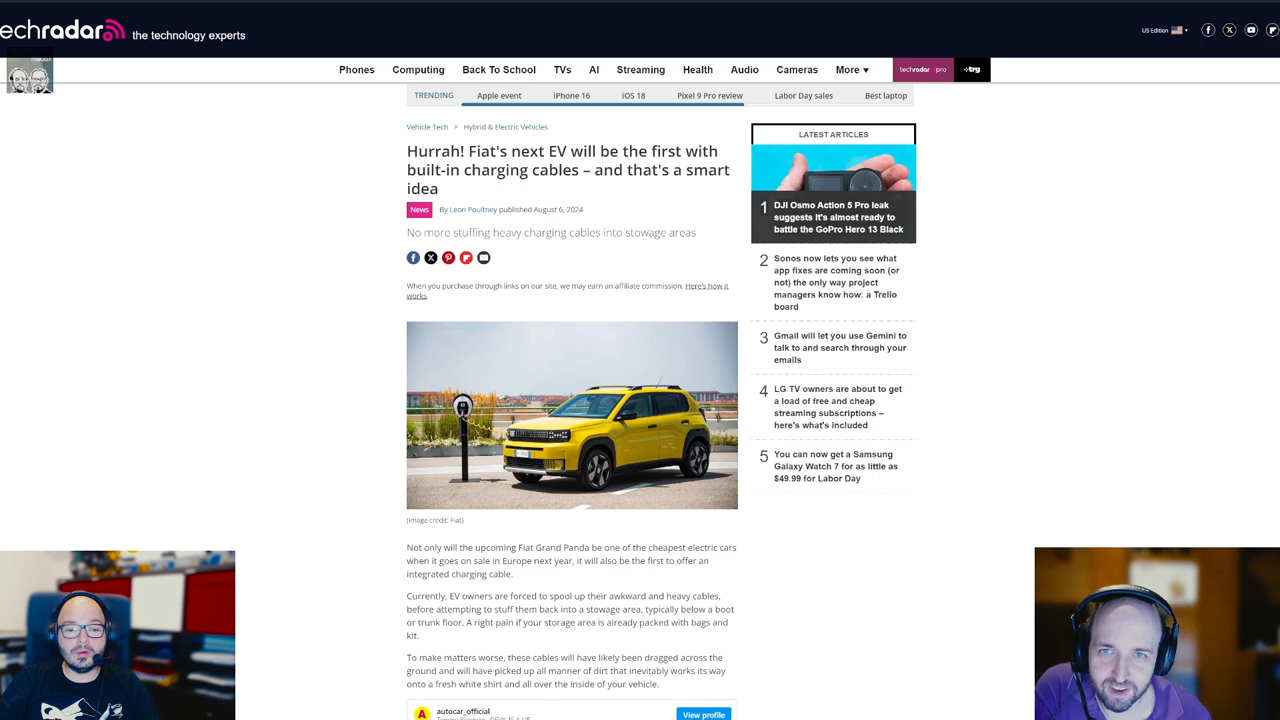 techradar the technology experts
US Edition
Phones Computing Back To School TVs AI Streaming Health Audio Cameras More techradar pro trg
TRENDING Apple event iPhone 16 iOS 18 Pixel 9 Pro review Labor Day sales Best laptop
Vehicle Tech > Hybrid & Electric Vehicles
Hurrah! Fiat's next EV will be the first with
built-in charging cables – and that's a smart
idea
News By Leon Poultney published August 6, 2024
No more stuffing heavy charging cables into stowage areas
When you purchase through links on our site, we may earn an affiliate commission. Here's how it
works.
(Image credit: Fiat)
Not only will the upcoming Fiat Grand Panda be one of the cheapest electric cars
when it goes on sale in Europe next year, it will also be the first to offer an
integrated charging cable.
Currently, EV owners are forced to spool up their awkward and heavy cables,
before attempting to stuff them back into a stowage area, typically below a boot
or trunk floor. A right pain if your storage area is already packed with bags and
kit.
To make matters worse, these cables will have likely been dragged across the
ground and will have picked up all manner of dirt that inevitably works its way
onto a fresh white shirt and all over the inside of your vehicle.
autocar_official
View profile
LATEST ARTICLES
1 DJI Osmo Action 5 Pro leak
suggests it's almost ready to
battle the GoPro Hero 13 Black
2 Sonos now lets you see what
app fixes are coming soon (or
not) the only way project
managers know how: a Trello
board
3 Gmail will let you use Gemini to
talk to and search through your
emails
4 LG TV owners are about to get
a load of free and cheap
streaming subscriptions –
here's what's included
5 You can now get a Samsung
Galaxy Watch 7 for as little as
$49.99 for Labor Day